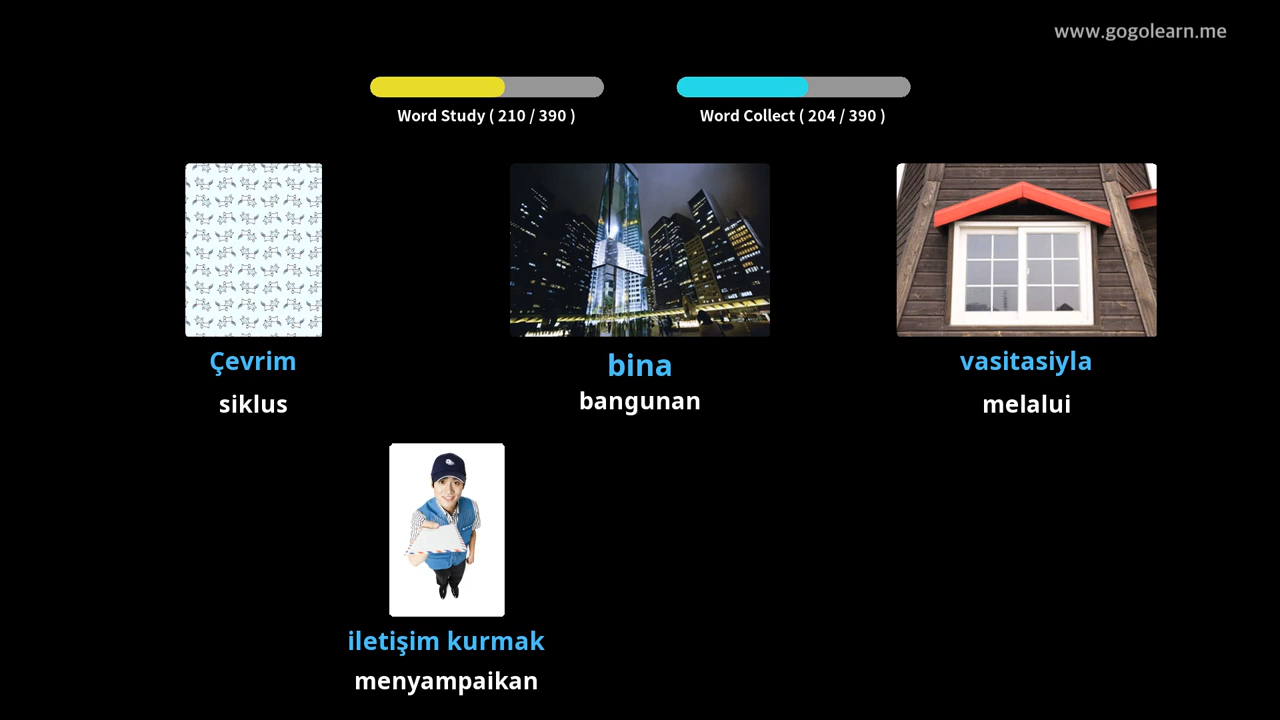 www.gogolearn.me
Word Study ( 210 / 390 )
Word Collect ( 204 / 390 )
Çevrim
siklus
bina
bangunan
vasitasiyla
melalui
iletişim kurmak
menyampaikan